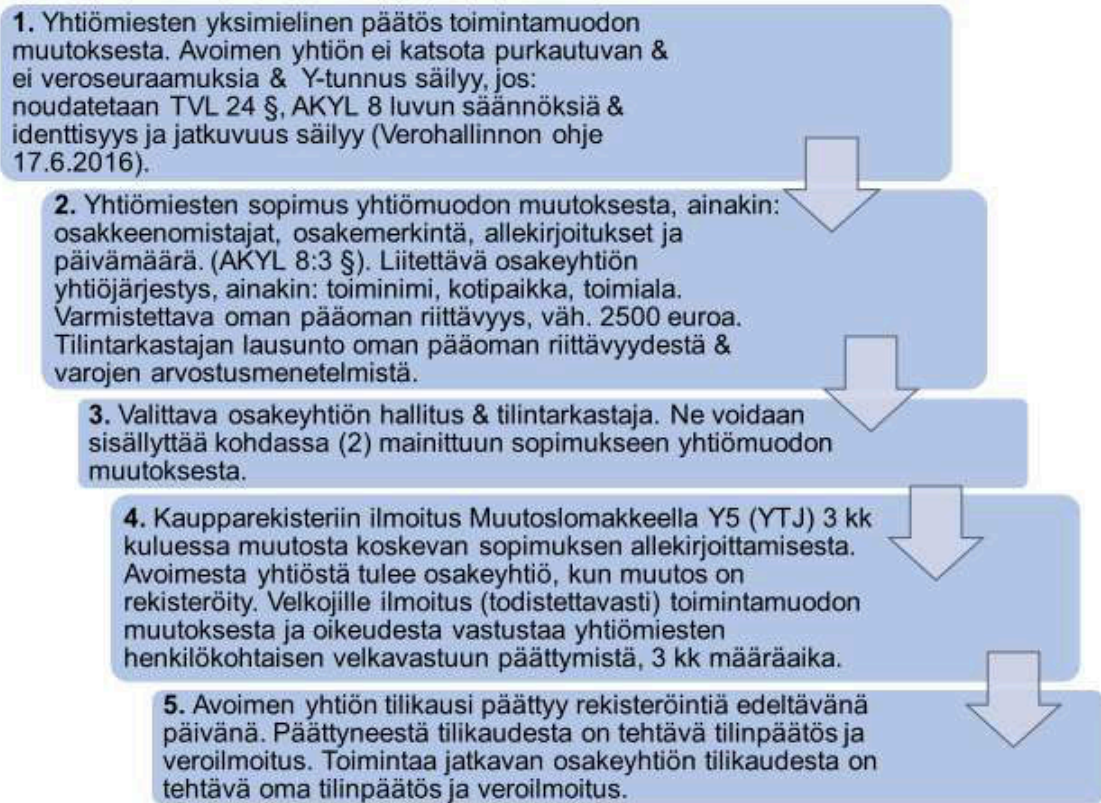 1. Yhtiömiesten yksimielinen päätös toimintamuodon
muutoksesta. Avoimen yhtiön ei katsota purkautuvan &
ei veroseuraamuksia & Y-tunnus säilyy, jos:
noudatetaan TVL 24 §, AKYL 8 luvun säännöksiä &
identtisyys ja jatkuvuus säilyy (Verohallinnon ohje
17.6.2016).
2. Yhtiömiesten sopimus yhtiömuodon muutoksesta, ainakin:
osakkeenomistajat, osakemerkintä, allekirjoitukset ja
päivämäärä. (AKYL 8:3 §). Liitettävä osakeyhtiön
yhtiöjärjestys, ainakin: toiminimi, kotipaikka, toimiala.
Varmistettava oman pääoman riittävyys, väh. 2500 euroa.
Tilintarkastajan lausunto oman pääoman riittävyydestä &
varojen arvostusmenetelmistä.
3. Valittava osakeyhtiön hallitus & tilintarkastaja. Ne voidaan
sisällyttää kohdassa (2) mainittuun sopimukseen yhtiömuodon
muutoksesta.
4. Kaupparekisteriin ilmoitus Muutoslomakkeella Y5 (YTJ) 3 kk
kuluessa muutosta koskevan sopimuksen allekirjoittamisesta.
Avoimesta yhtiöstä tulee osakeyhtiö, kun muutos on
rekisteröity. Velkojille ilmoitus (todistettavasti) toimintamuodon
muutoksesta ja oikeudesta vastustaa yhtiömiesten
henkilökohtaisen velkavastuun päättymistä, 3 kk määräaika.
5. Avoimen yhtiön tilikausi päättyy rekisteröintiä edeltävänä
päivänä. Päättyneestä tilikaudesta on tehtävä tilinpäätös ja
veroilmoitus. Toimintaa jatkavan osakeyhtiön tilikaudesta on
tehtävä oma tilinpäätös ja veroilmoitus.